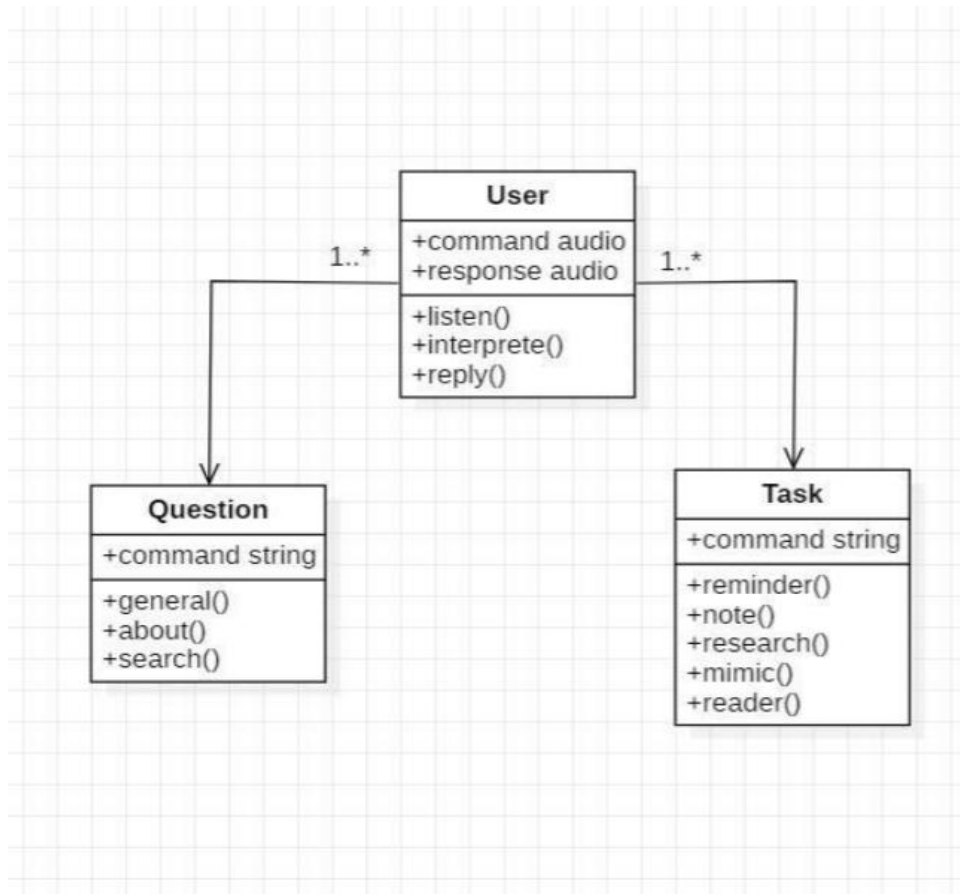 User
+command audio
+response audio
+listen()
+interprete()
+reply()
1..*
1..*
Question
+command string
+general()
+about()
+search()
Task
+command string
+reminder()
+note()
+research()
+mimic()
+reader()